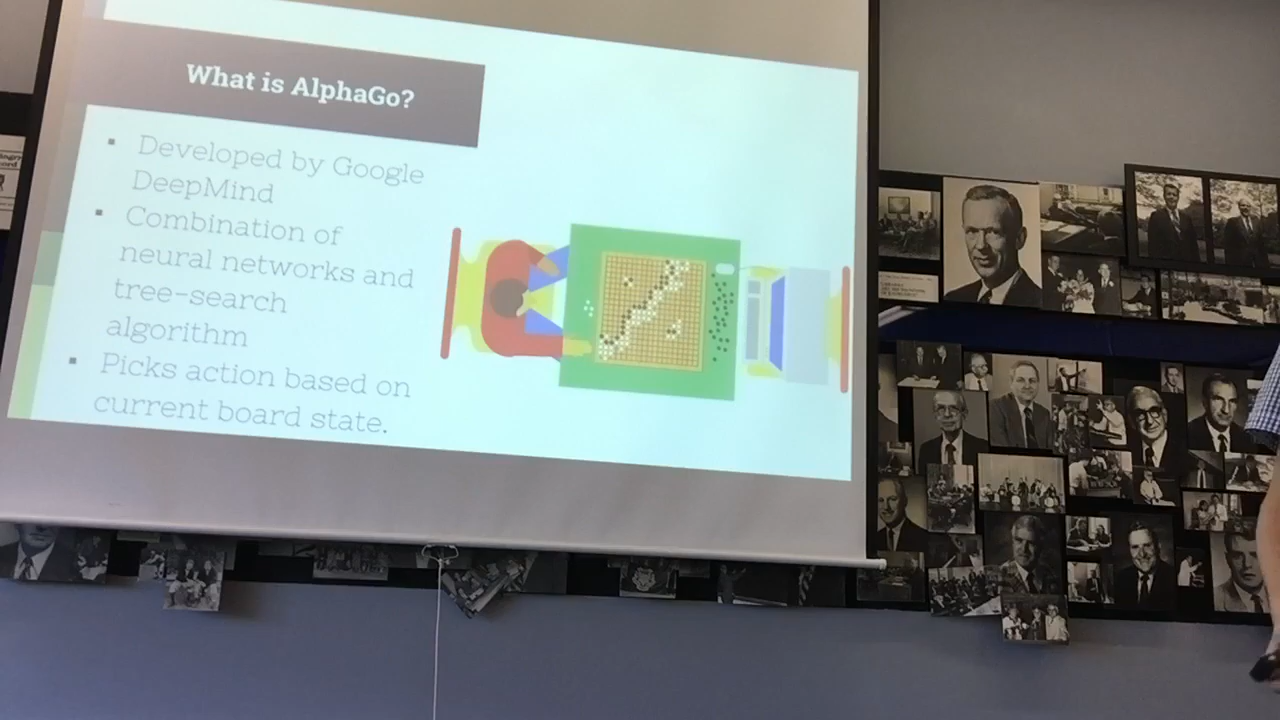 What is AlphaGo?
Developed by Google
DeepMind
Combination of
neural networks and
tree-search
algorithm
Picks action based on
current board state.